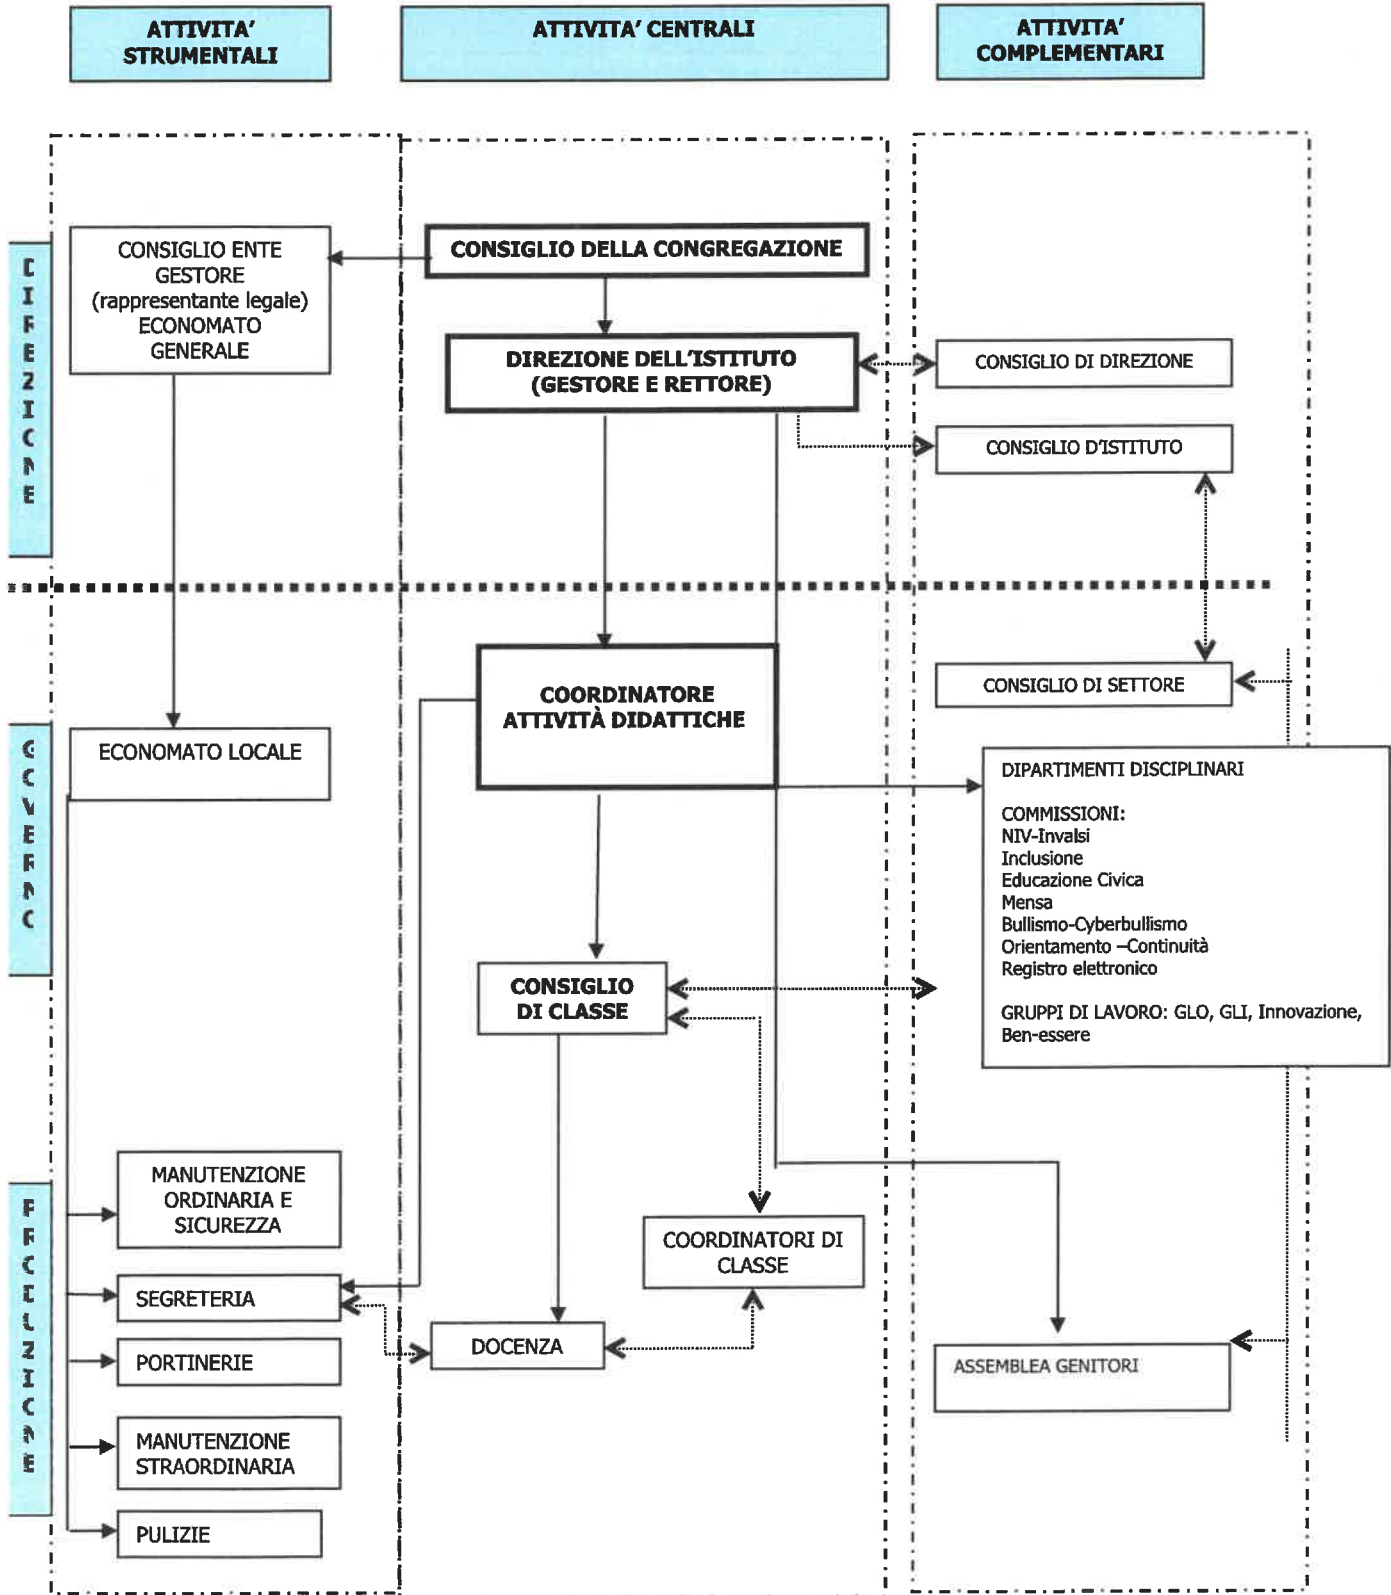 ATTIVITA’
STRUMENTALI
ATTIVITA’ CENTRALI
ATTIVITA’
COMPLEMENTARI
CONSIGLIO ENTE
GESTORE
(rappresentante legale)
ECONOMATO
GENERALE
CONSIGLIO DELLA CONGREGAZIONE
DIREZIONE DELL’ISTITUTO
(GESTORE E RETTORE)
CONSIGLIO DI DIREZIONE
CONSIGLIO D’ISTITUTO
COORDINATORE
ATTIVITÀ DIDATTICHE
CONSIGLIO DI SETTORE
ECONOMATO LOCALE
DIPARTIMENTI DISCIPLINARI
COMMISSIONI:
NIV-Invalsi
Inclusione
Educazione Civica
Mensa
Bullismo-Cyberbullismo
Orientamento –Continuità
Registro elettronico
GRUPPI DI LAVORO: GLO, GLI, Innovazione,
Ben-essere
CONSIGLIO
DI CLASSE
MANUTENZIONE
ORDINARIA E
SICUREZZA
COORDINATORI DI
CLASSE
SEGRETERIA
DOCENZA
PORTINERIE
ASSEMBLEA GENITORI
MANUTENZIONE
STRAORDINARIA
PULIZIE